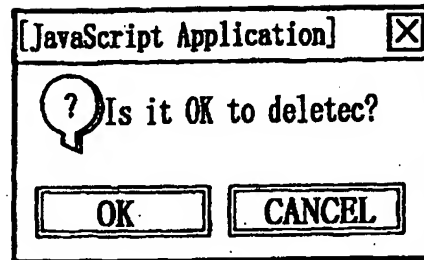 [JavaScript Application] X
? Is it OK to deletec?
OK CANCEL